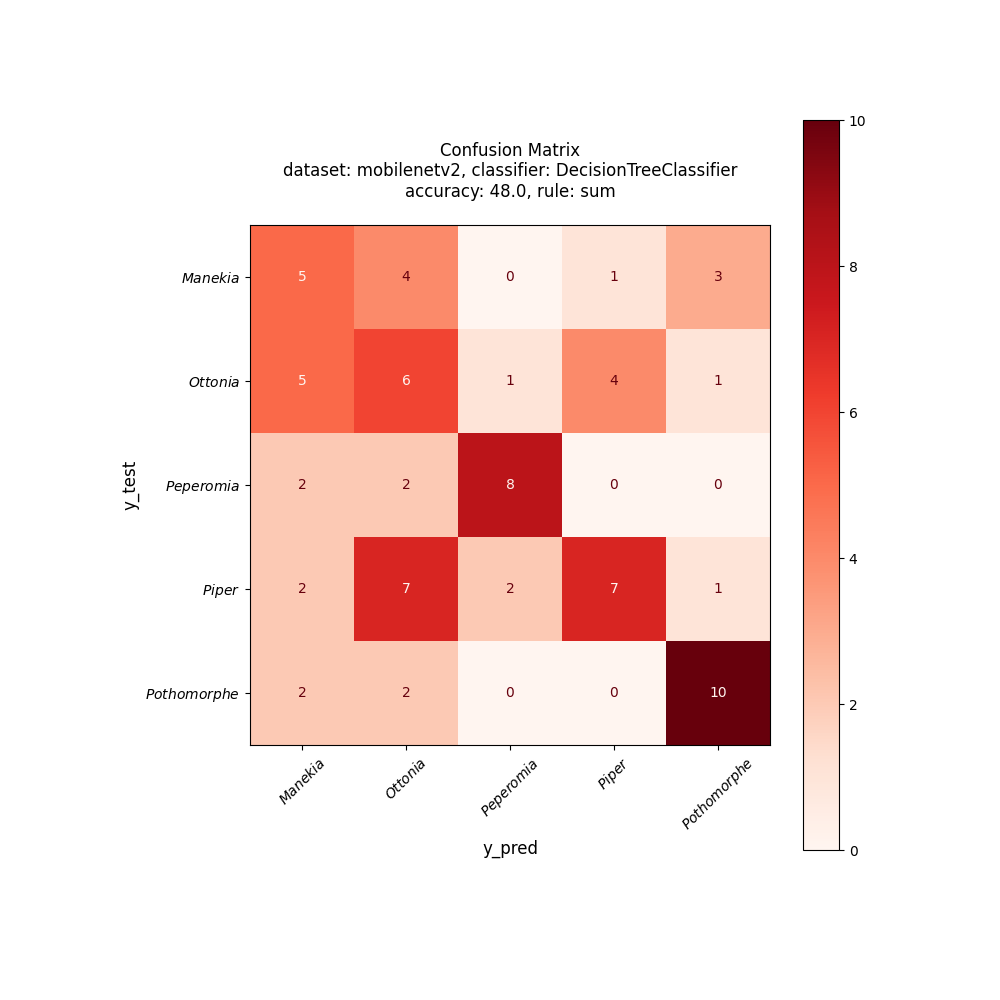 Confusion Matrix
dataset: mobilenetv2, classifier: DecisionTreeClassifier
accuracy: 48.0, rule: sum
y_test
Manekia 5 4 0 1 3
Ottonia 5 6 1 4 1
Peperomia 2 2 8 0 0
Piper 2 7 2 7 1
Pothomorphe 2 2 0 0 10
Manekia Ottonia Peperomia Piper Pothomorphe
y_pred
10
8
6
4
2
0